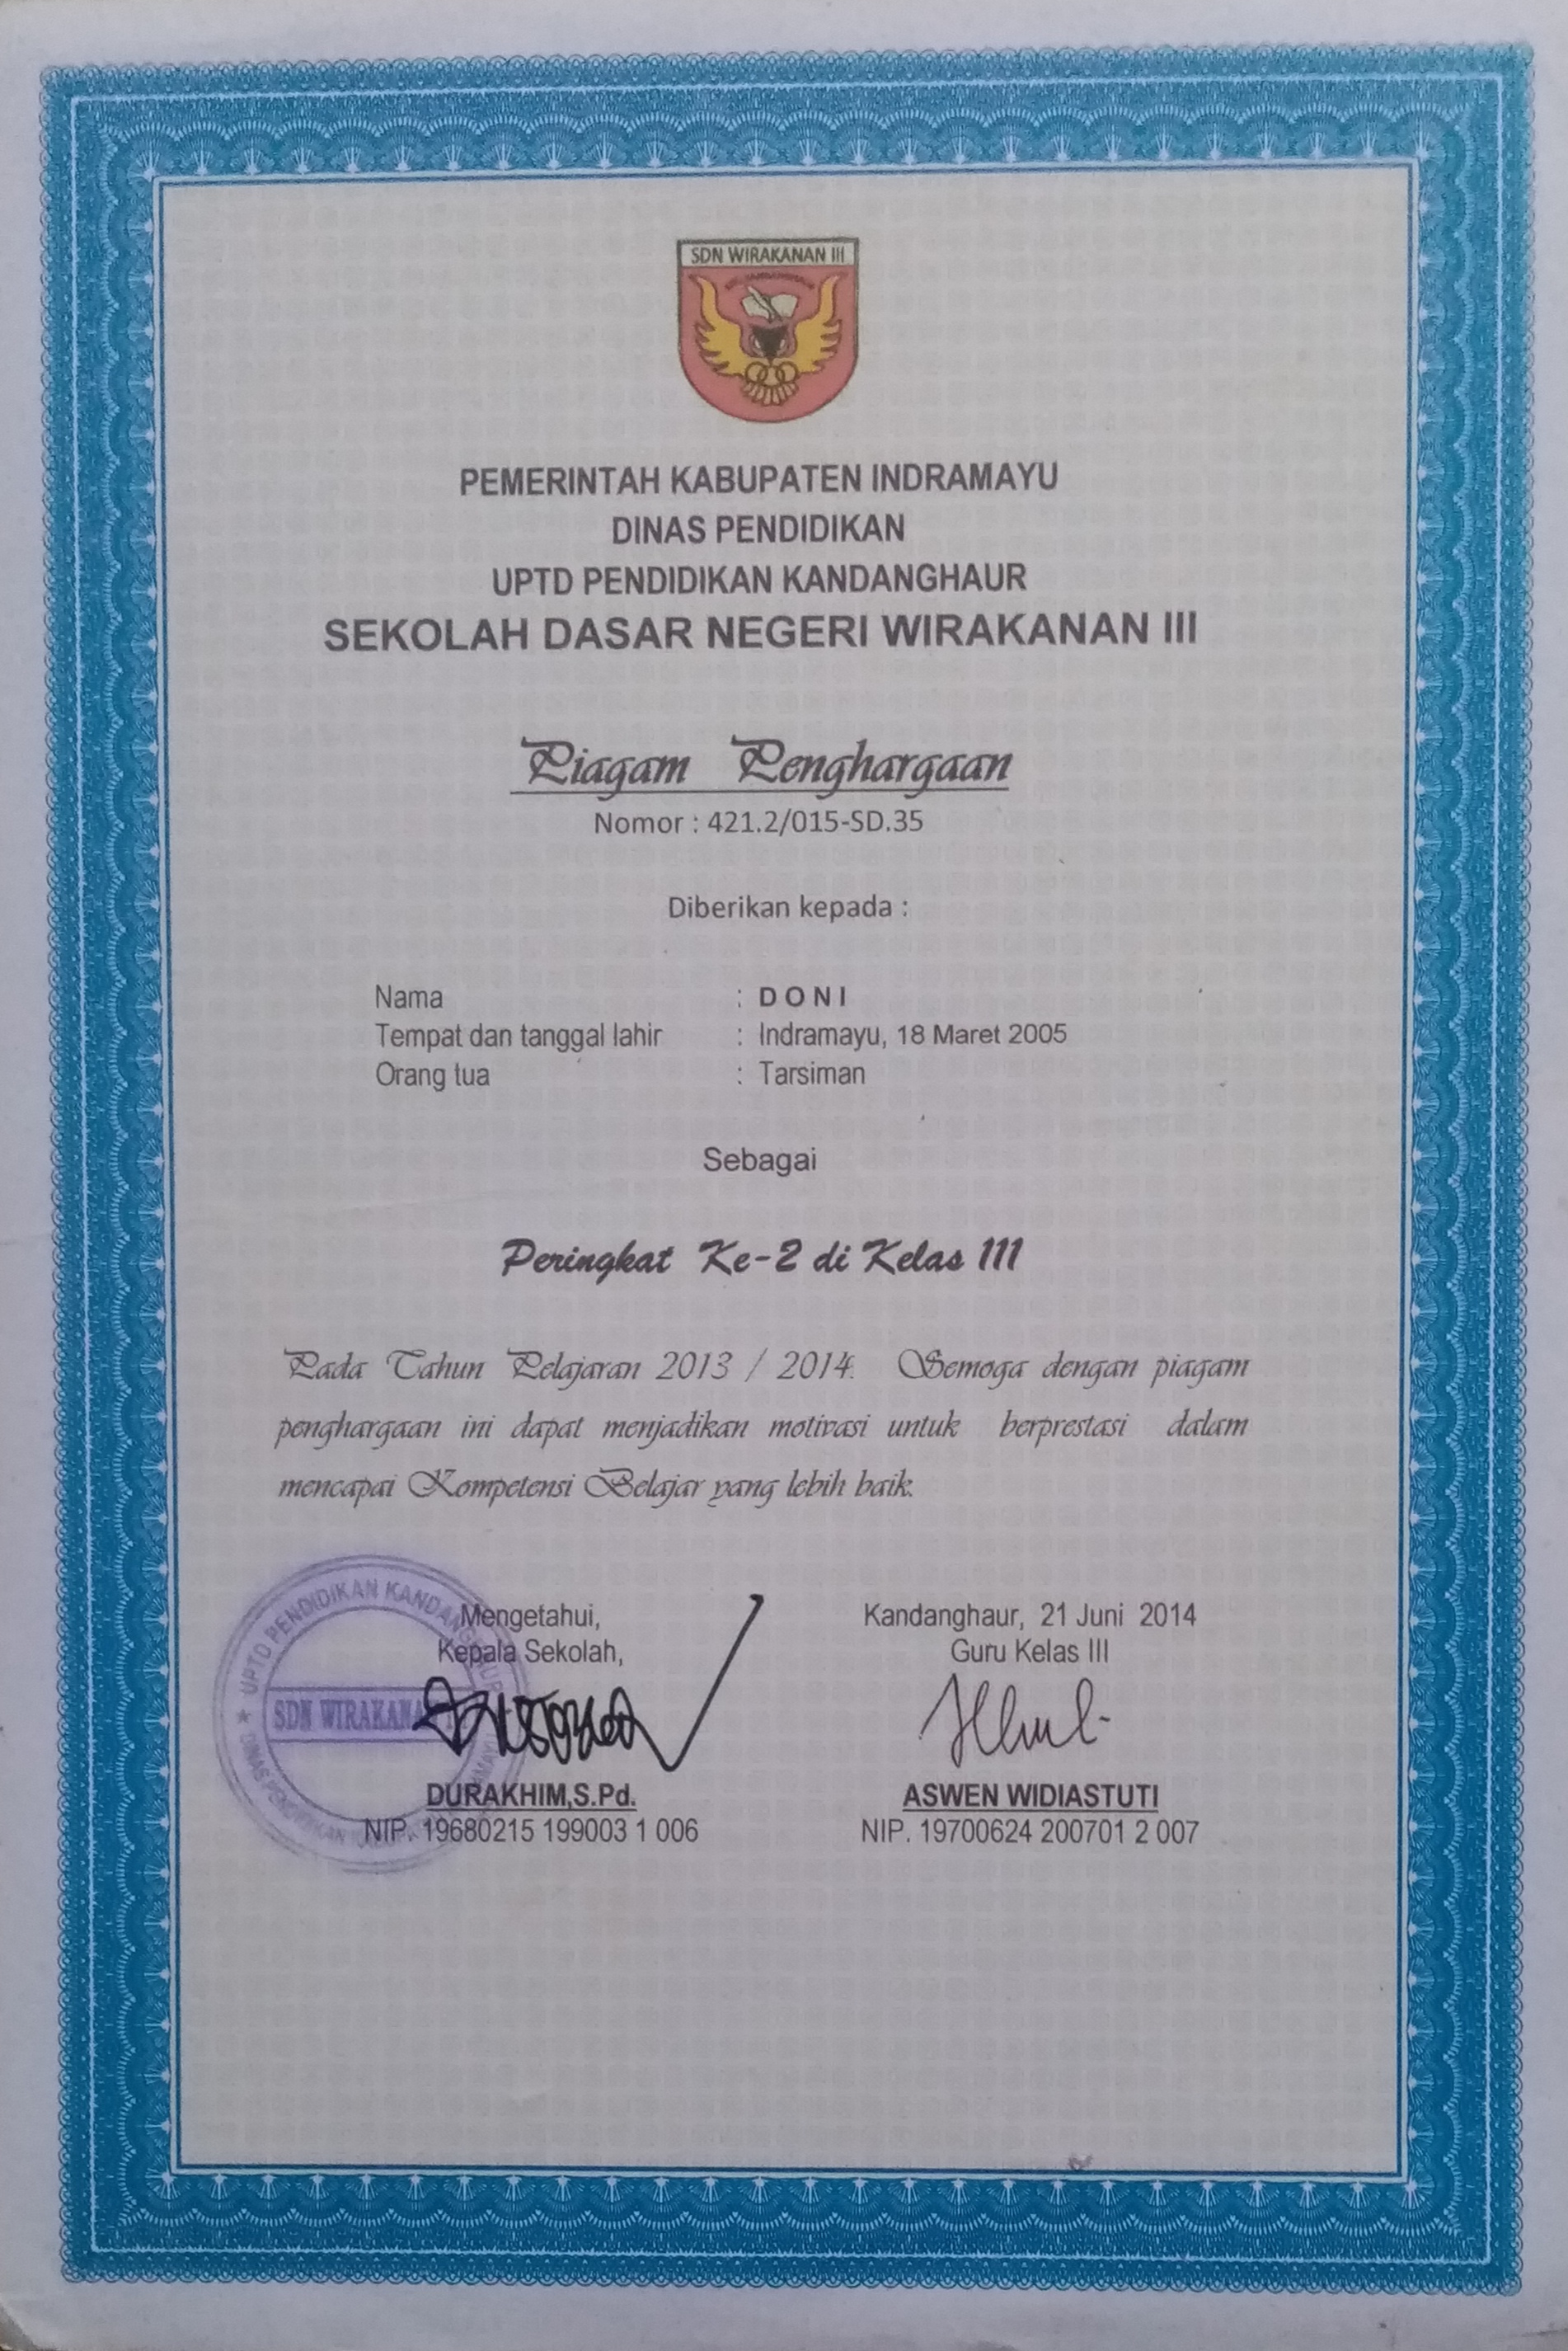 SDN WIRAKANAN III
PEMERINTAH KABUPATEN INDRAMAYU
DINAS PENDIDIKAN
UPTD PENDIDIKAN KANDANGHAUR
SEKOLAH DASAR NEGERI WIRAKANAN III
Piagam Penghargaan
Nomor : 421.2/015-SD.35
Diberikan kepada :
Nama : D O N I
Tempat dan tanggal lahir : Indramayu, 18 Maret 2005
Orang tua : Tarsiman
Sebagai
Peringkat Ke-2 di Kelas 111
Pada Tahun Pelajaran 2013 / 2014. Semoga dengan piagam
penghargaan ini dapat menjadikan motivasi untuk berprestasi dalam
mencapai Kompetensi Belajar yang lebih baik.
Mengetahui,
Kepala Sekolah,
UPTD PENDIDIKAN KANDANGHAUR
SDN WIRAKANAN
DINAS PENDIDIKAN
DURAKHIM,S.Pd.
NIP. 19680215 199003 1 006
Kandanghaur, 21 Juni 2014
Guru Kelas III
ASWEN WIDIASTUTI
NIP. 19700624 200701 2 007